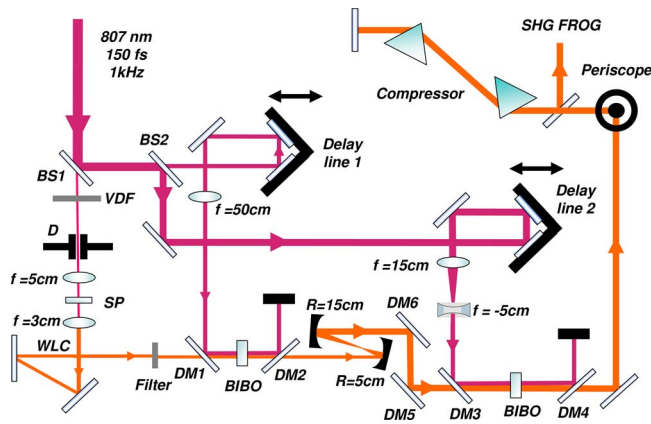 807 nm
150 fs
1kHz
SHG FROG
Periscope
Compressor
BS2
BS1
Delay
line 1
VDF
D
f =50cm
Delay
line 2
f =5cm
SP
f =3cm
f =15cm
f = -5cm
R=15cm
DM6
WLC
Filter
DM1
BIBO
DM2
R=5cm
DM5
DM3
BIBO
DM4